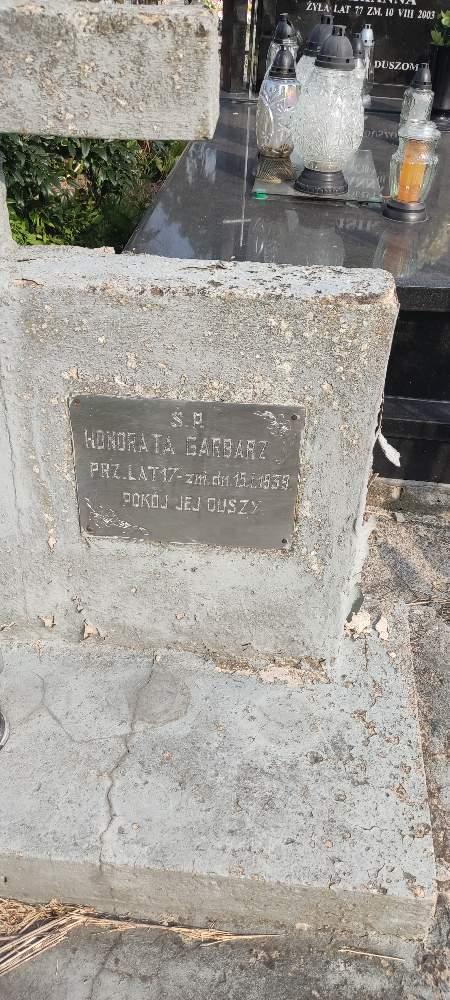 ANNA
ŻYŁA LAT 77 ZM. 10 VIII 2003
DUSZOM
Ś. P.
HONORATA GARBARZ
PRZ. LAT 17 - zm. dn. 15.I.1939
POKÓJ JEJ DUSZY